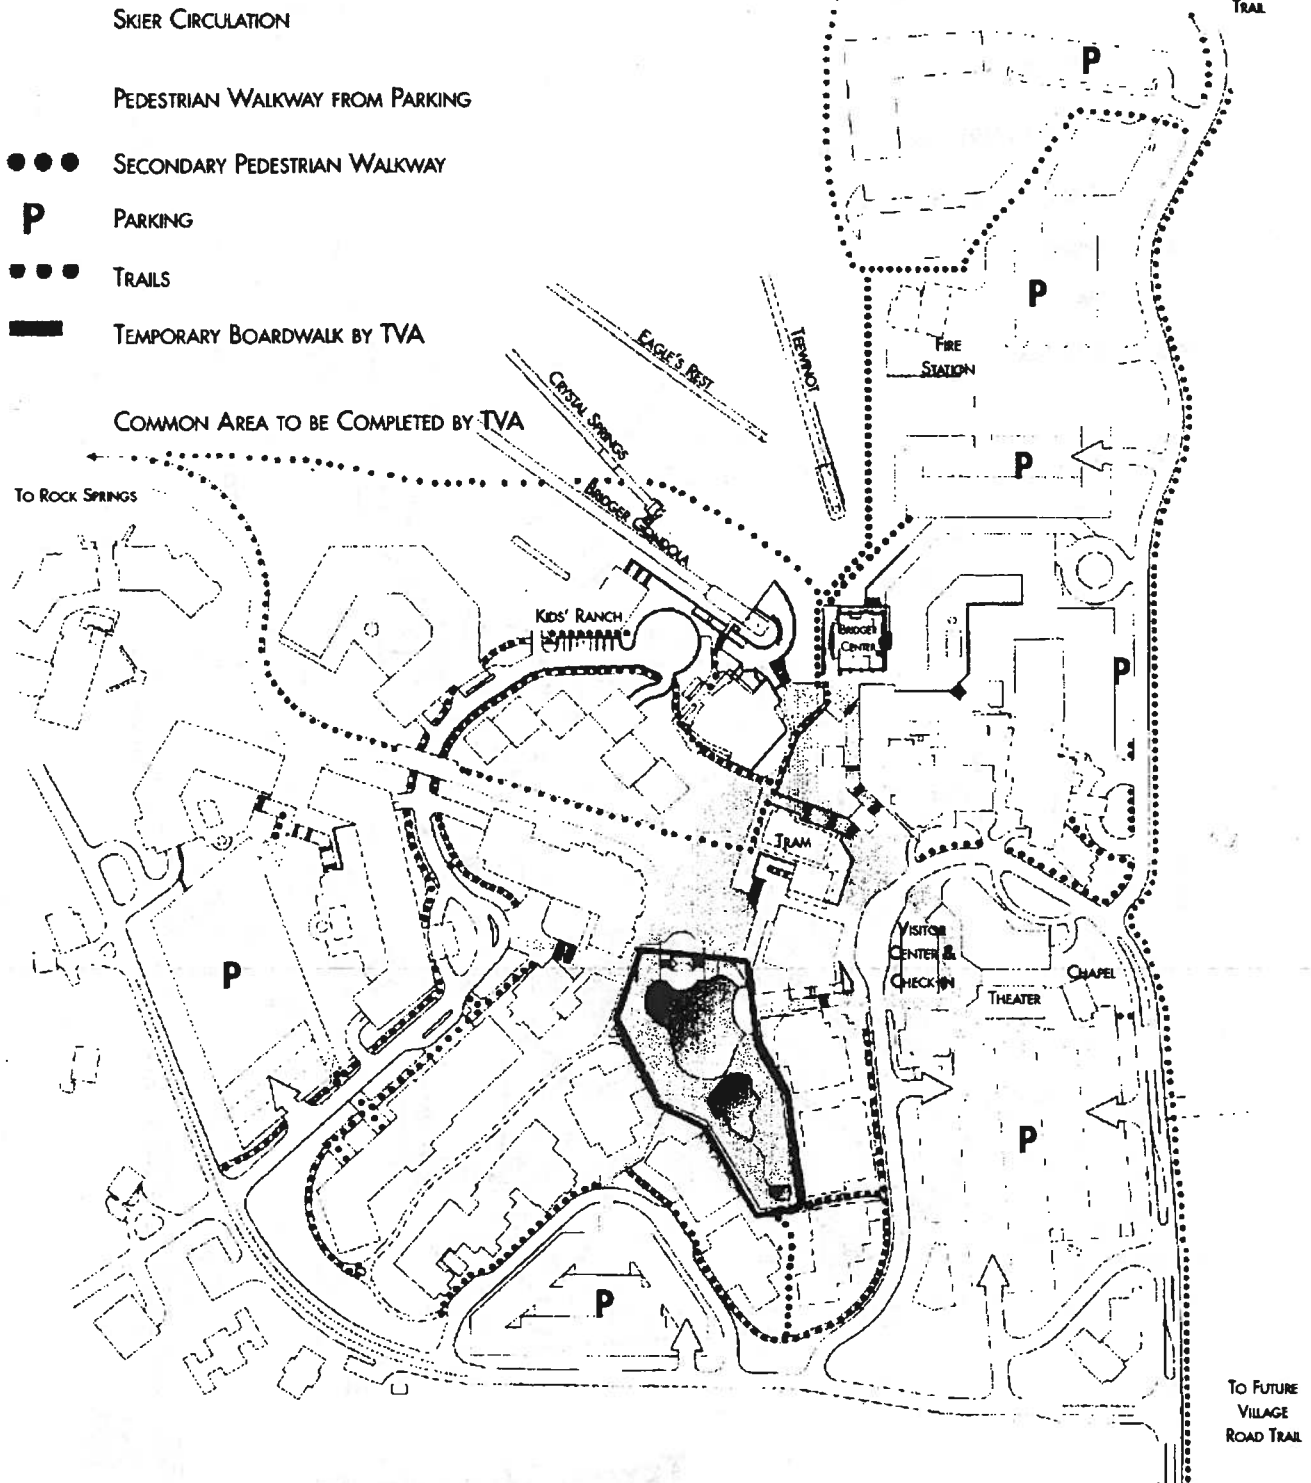 Trail
Skier Circulation
Pedestrian Walkway from Parking
Secondary Pedestrian Walkway
P Parking
Trails
Temporary Boardwalk by TVA
Common Area to be Completed by TVA
P
P
Fire
Station
P
Teewinot
Eagle's Rest
Crystal Springs
Bridger Gondola
To Rock Springs
Kids' Ranch
Bridger
Center
P
Tram
Visitor
Center &
Check-in
Theater
Chapel
P
P
P
To Future
Village
Road Trail